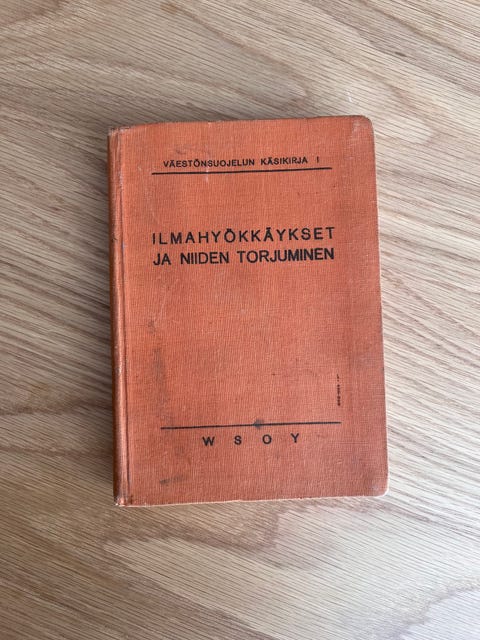 VÄESTÖNSUOJELUN KÄSIKIRJA I
ILMAHYÖKKÄYKSET
JA NIIDEN TORJUMINEN
W S O Y